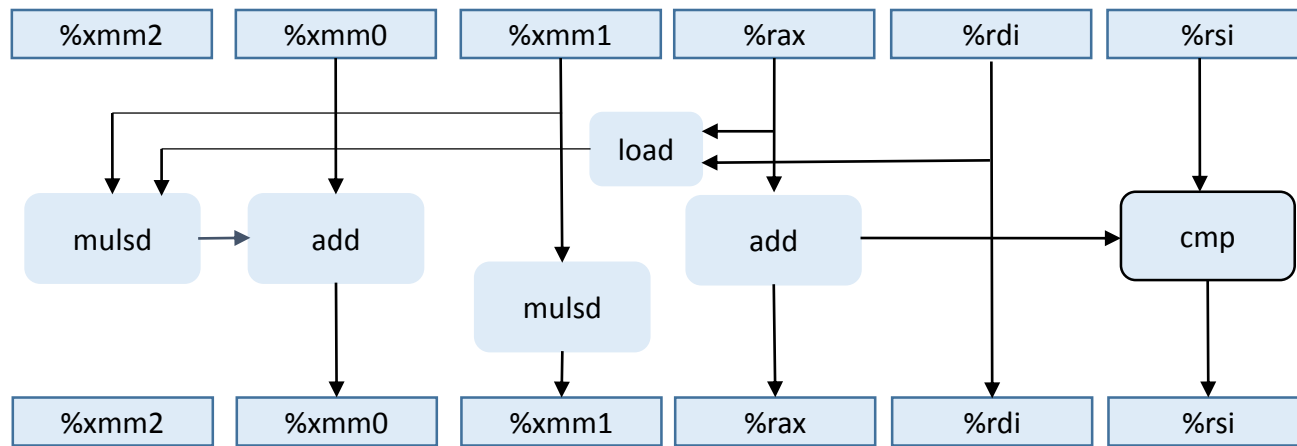 %xmm2 %xmm0 %xmm1 %rax %rdi %rsi
load
mulsd add add cmp
mulsd
%xmm2 %xmm0 %xmm1 %rax %rdi %rsi